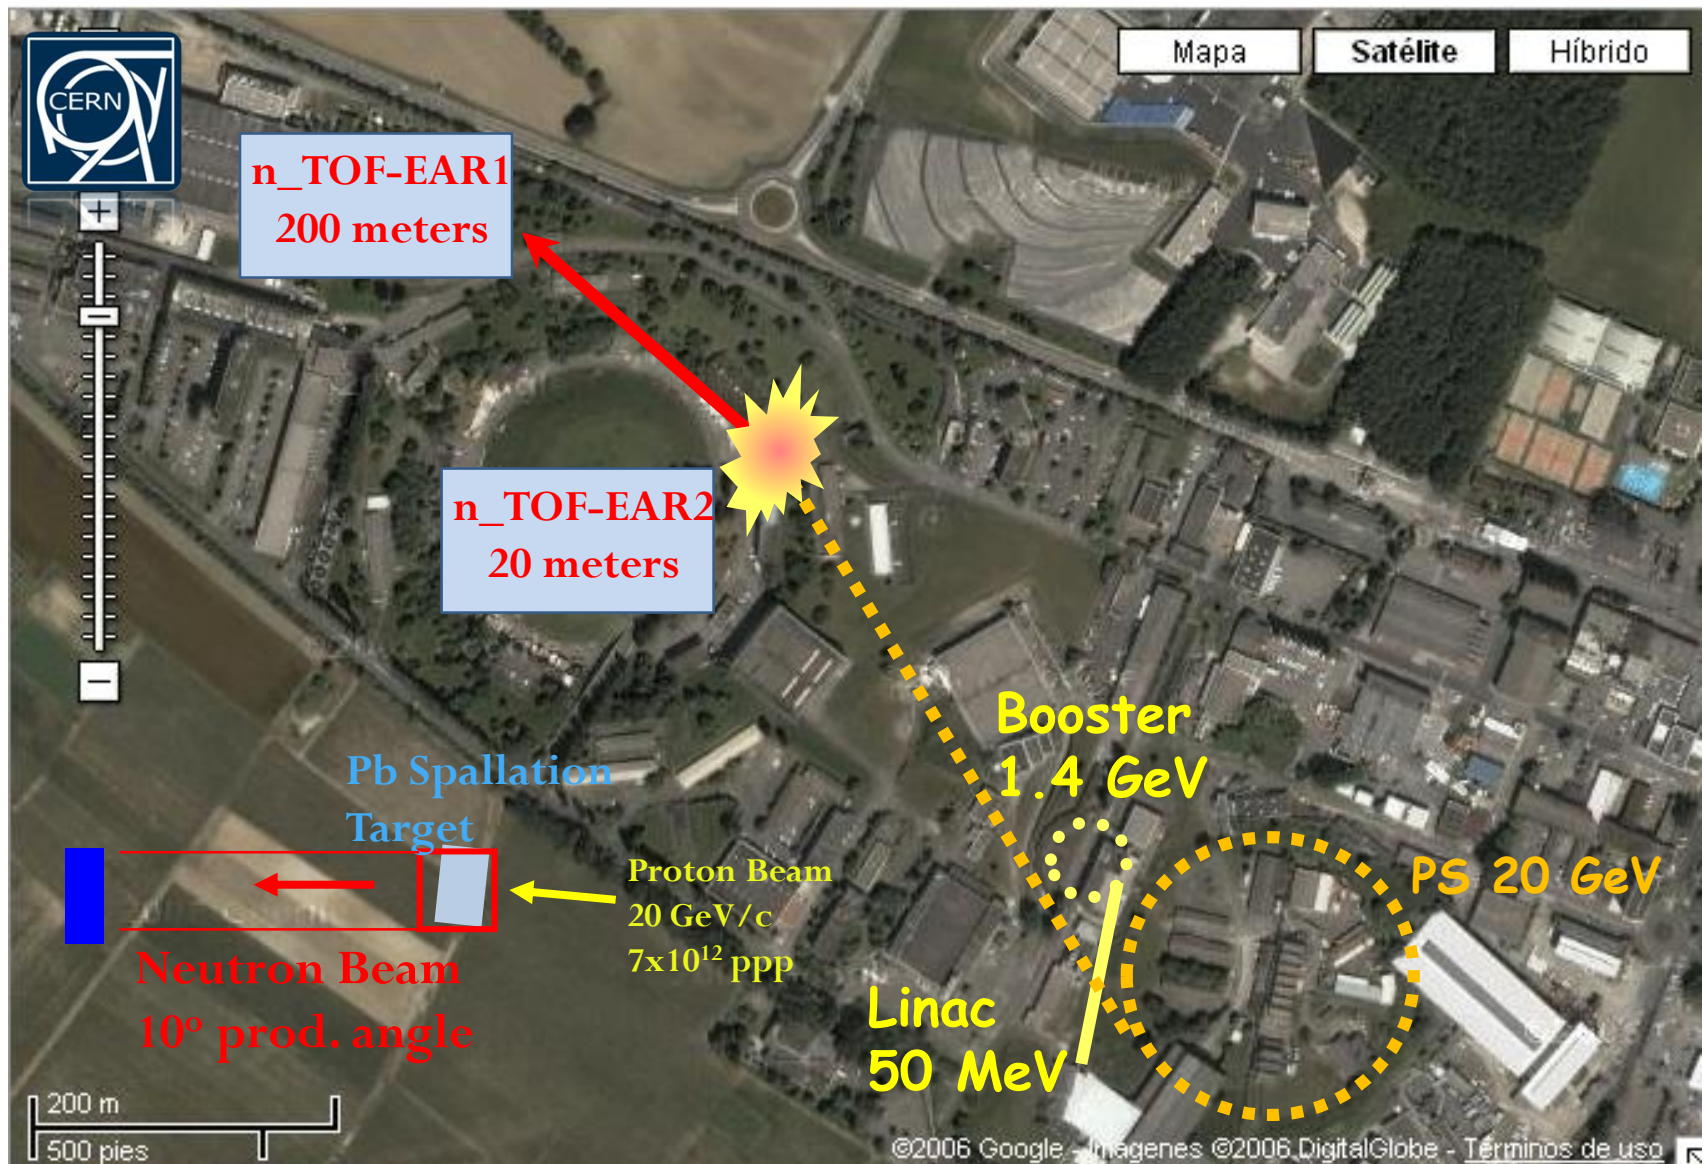 CERN
Mapa
Satélite
Híbrido
n_TOF-EAR1
200 meters
n_TOF-EAR2
20 meters
Booster
1.4 GeV
Pb Spallation
Target
PS 20 GeV
Proton Beam
20 GeV/c
7x10¹² ppp
Neutron Beam
10º prod. angle
Linac
50 MeV
200 m
500 pies
©2006 Google - Imágenes ©2006 DigitalGlobe - Términos de uso